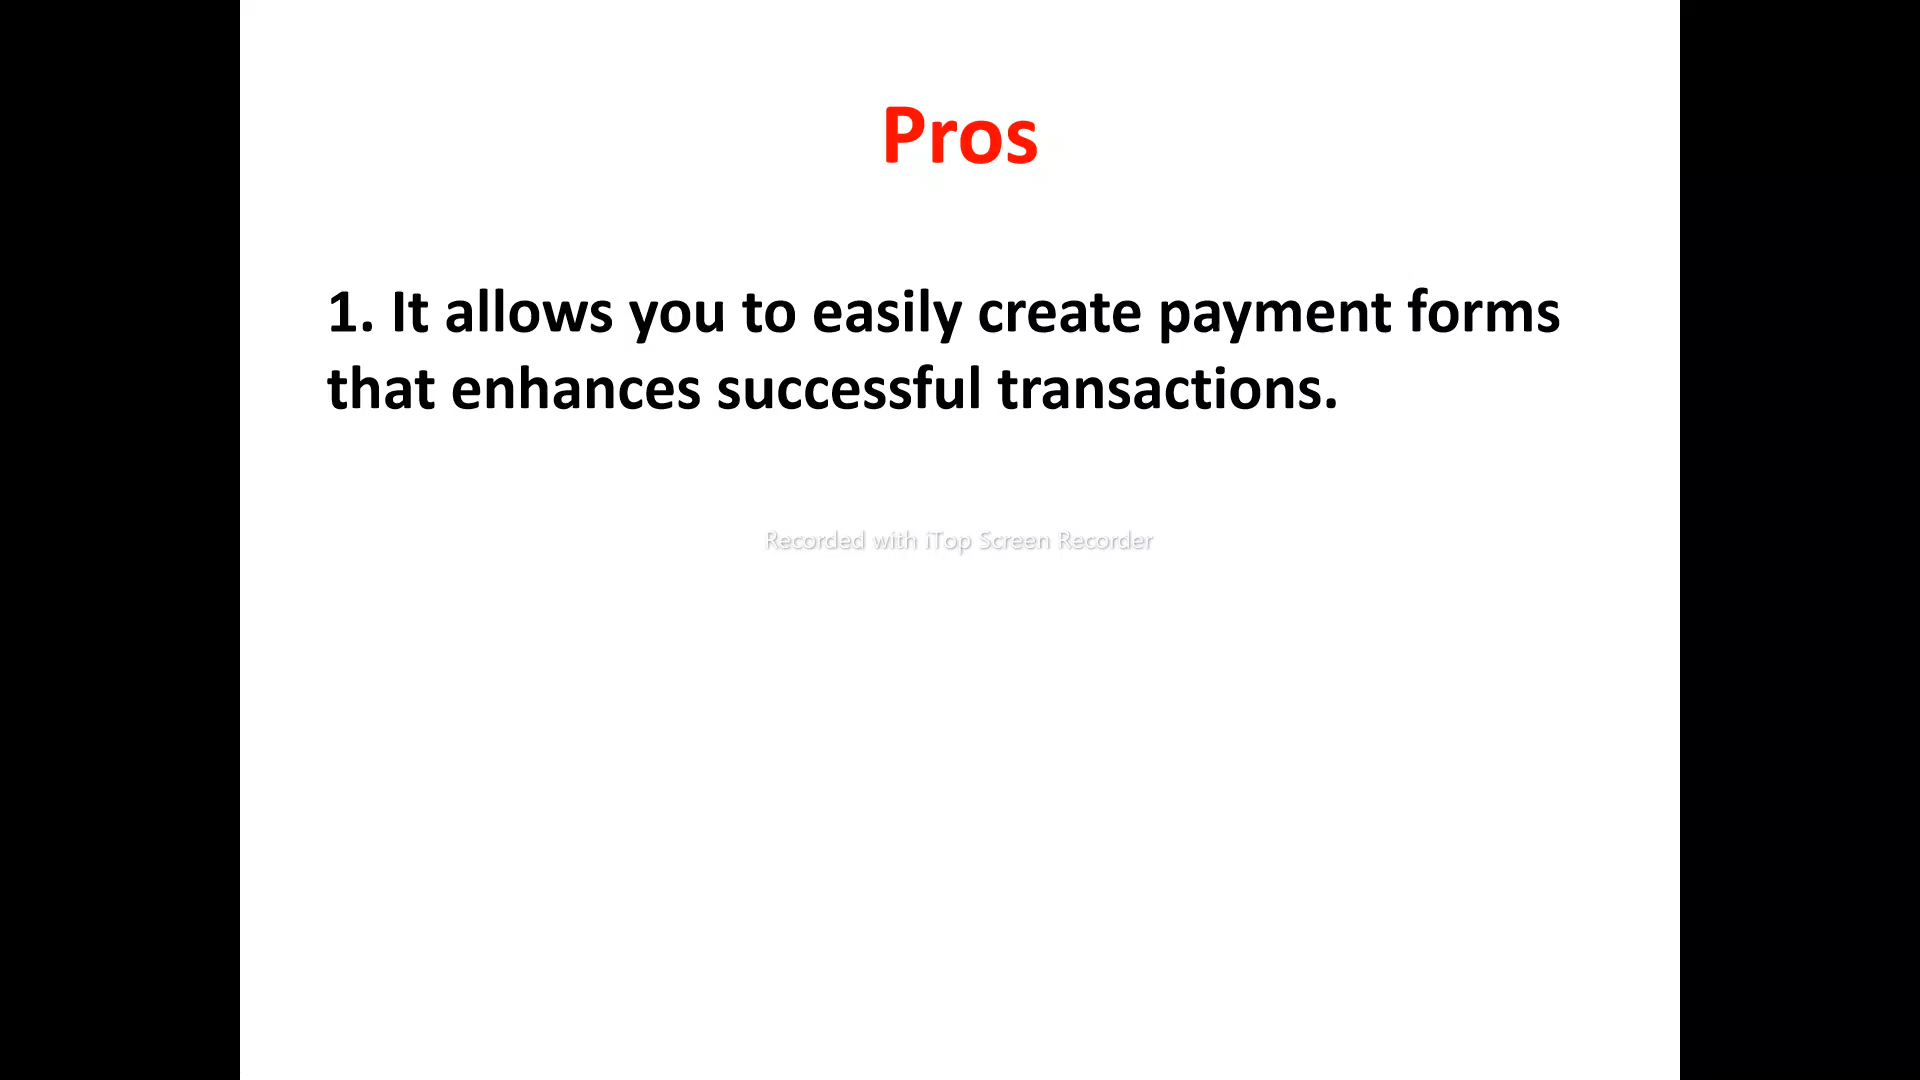 Pros
1. It allows you to easily create payment forms
that enhances successful transactions.
Recorded with iTop Screen Recorder